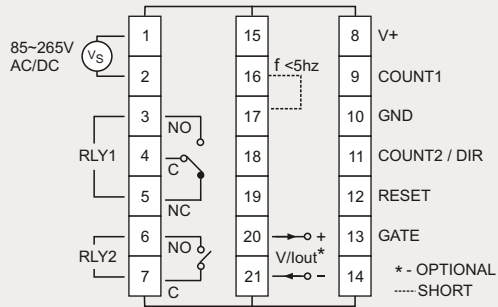 85~265V
AC/DC
VS
1
2
3
4
5
6
7
RLY1
NO
C
NC
RLY2
NO
C
15
16
17
18
19
20
21
f <5hz
+
V/Iout*
–
8
9
10
11
12
13
14
V+
COUNT1
GND
COUNT2 / DIR
RESET
GATE
* - OPTIONAL
------ SHORT